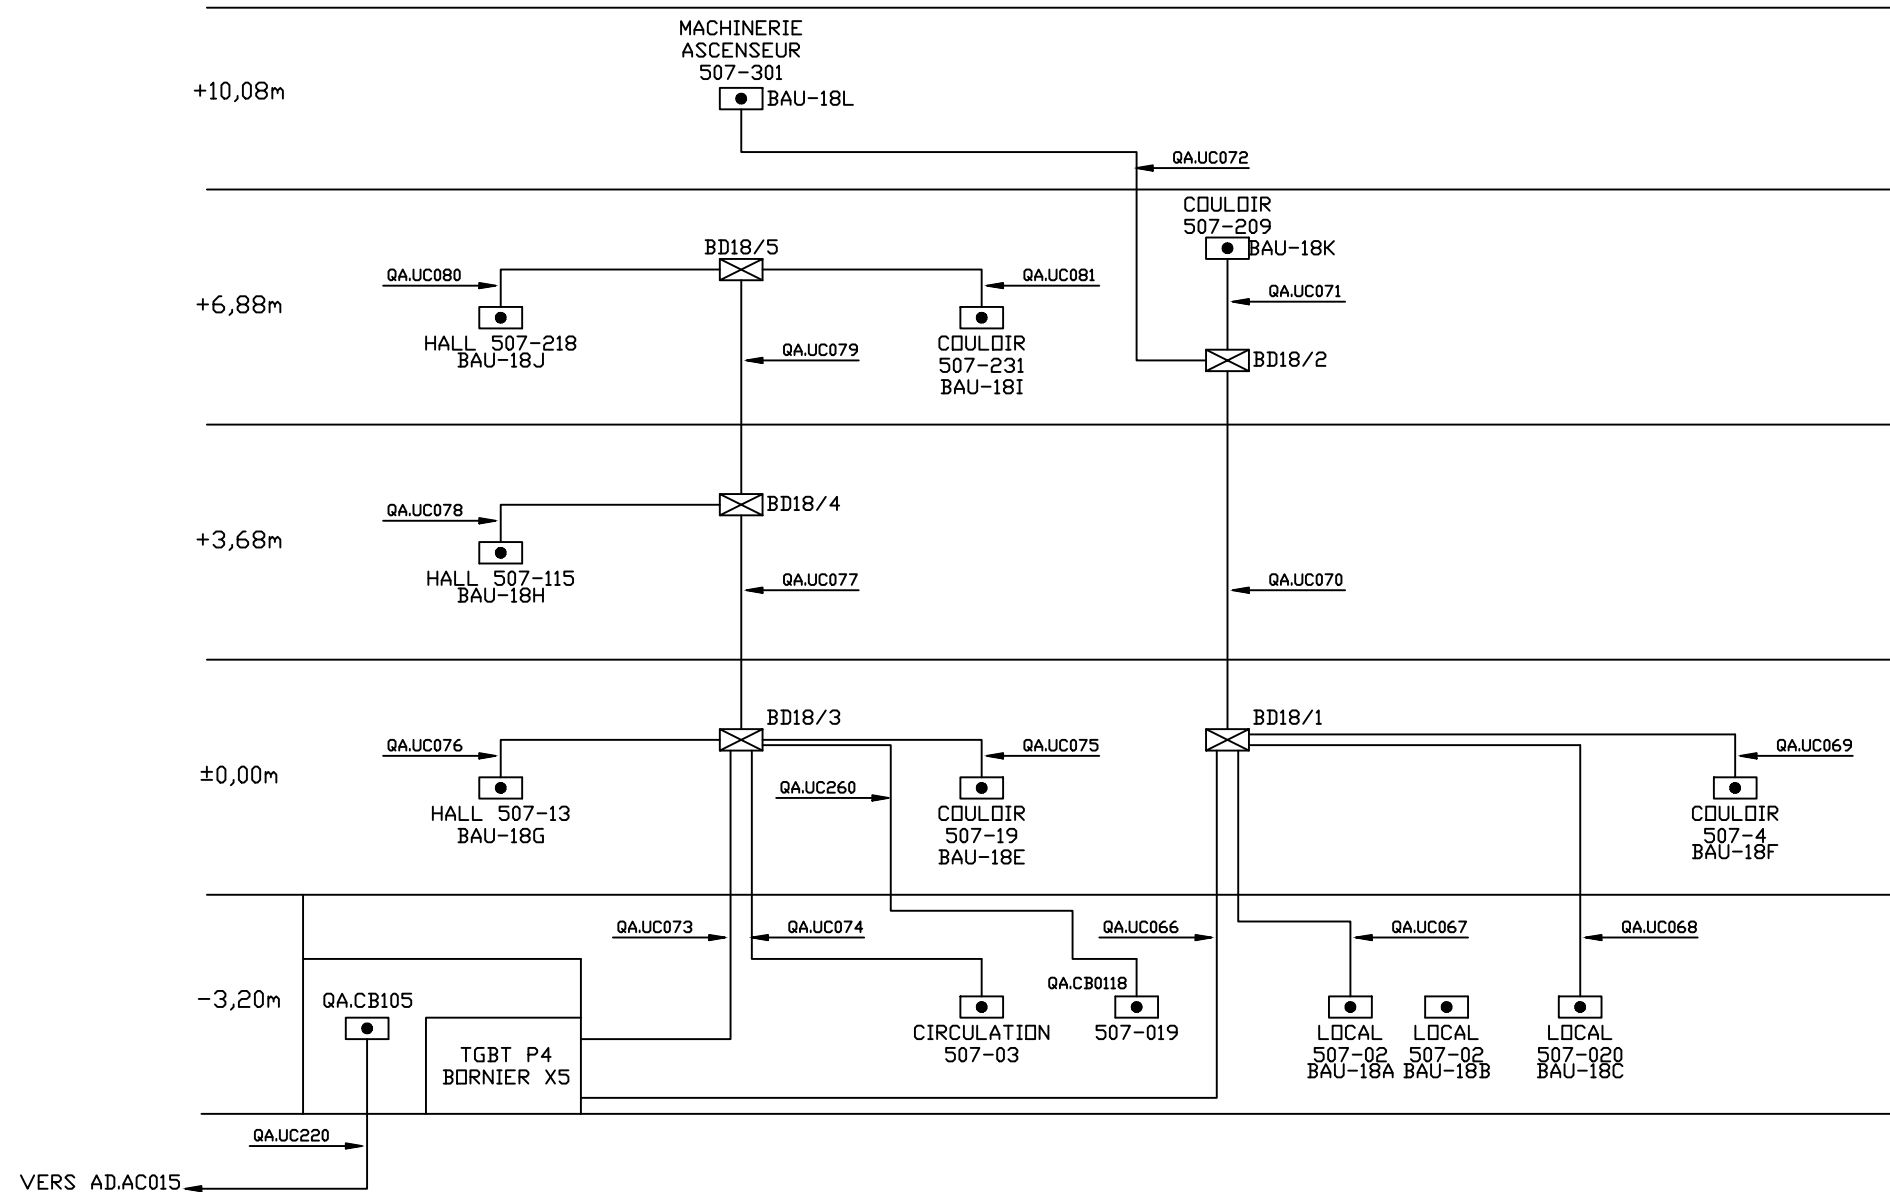 MACHINERIE
ASCENSEUR
507-301
BAU-18L
+10,08m
QA.UC072
COULOIR
507-209
BAU-18K
BD18/5
QA.UC080
QA.UC081
QA.UC071
+6,88m
HALL 507-218
BAU-18J
QA.UC079
COULOIR
507-231
BAU-18I
BD18/2
QA.UC078
BD18/4
+3,68m
HALL 507-115
BAU-18H
QA.UC077
QA.UC070
BD18/3
BD18/1
QA.UC076
QA.UC075
QA.UC069
±0,00m
QA.UC260
HALL 507-13
BAU-18G
COULOIR
507-19
BAU-18E
COULOIR
507-4
BAU-18F
QA.UC073
QA.UC074
QA.UC066
QA.UC067
QA.UC068
-3,20m
QA.CB105
QA.CB0118
CIRCULATION
507-03
507-019
LOCAL
507-02
BAU-18A
LOCAL
507-02
BAU-18B
LOCAL
507-020
BAU-18C
TGBT P4
BORNIER X5
QA.UC220
VERS AD.AC015